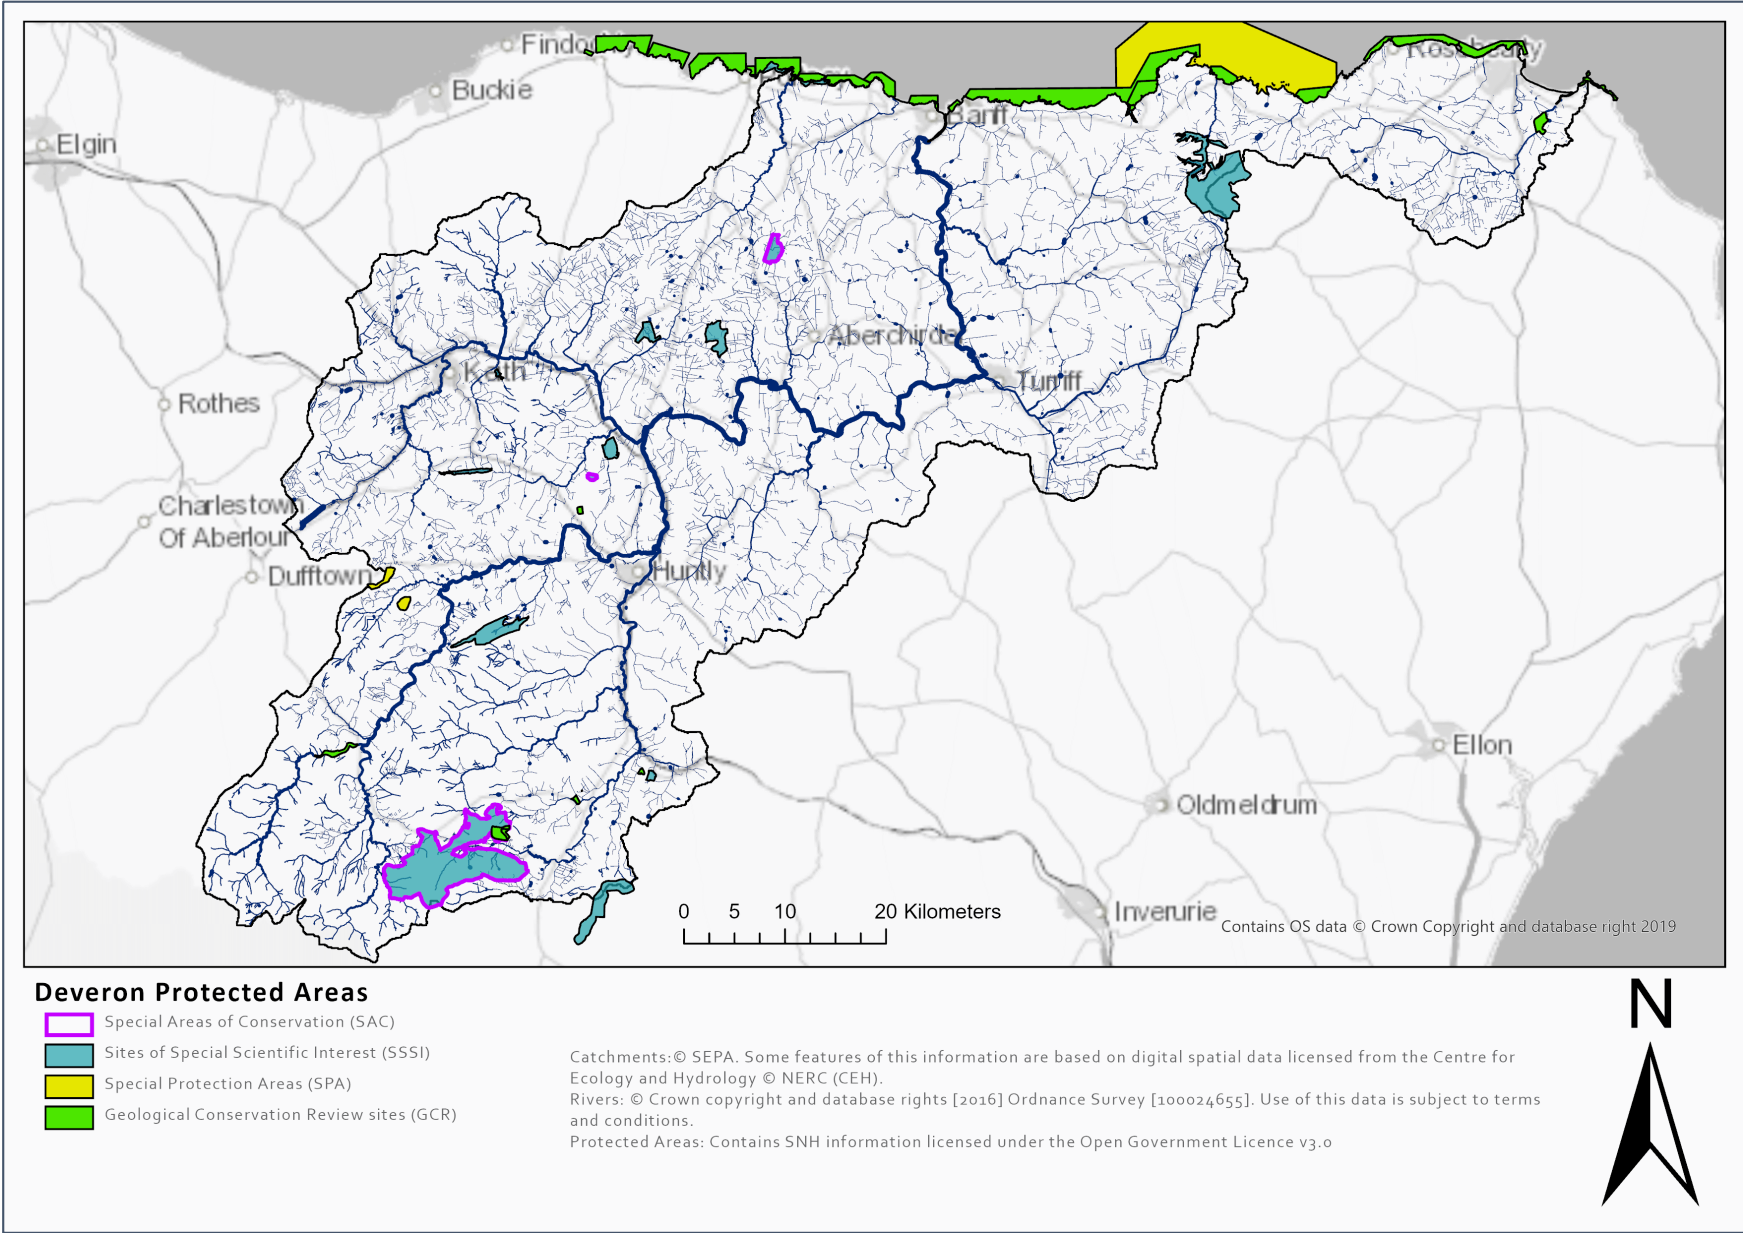 Findochty
Rosehearty
Buckie
Banff
Elgin
Aberchirder
Keith
Turriff
Rothes
Charlestown
Of Aberlour
Dufftown
Huntly
Ellon
Oldmeldrum
Inverurie
0 5 10 20 Kilometers
Contains OS data © Crown Copyright and database right 2019
Deveron Protected Areas
Special Areas of Conservation (SAC)
Sites of Special Scientific Interest (SSSI)
Special Protection Areas (SPA)
Geological Conservation Review sites (GCR)
Catchments:© SEPA. Some features of this information are based on digital spatial data licensed from the Centre for
Ecology and Hydrology © NERC (CEH).
Rivers: © Crown copyright and database rights [2016] Ordnance Survey [100024655]. Use of this data is subject to terms
and conditions.
Protected Areas: Contains SNH information licensed under the Open Government Licence v3.0
N